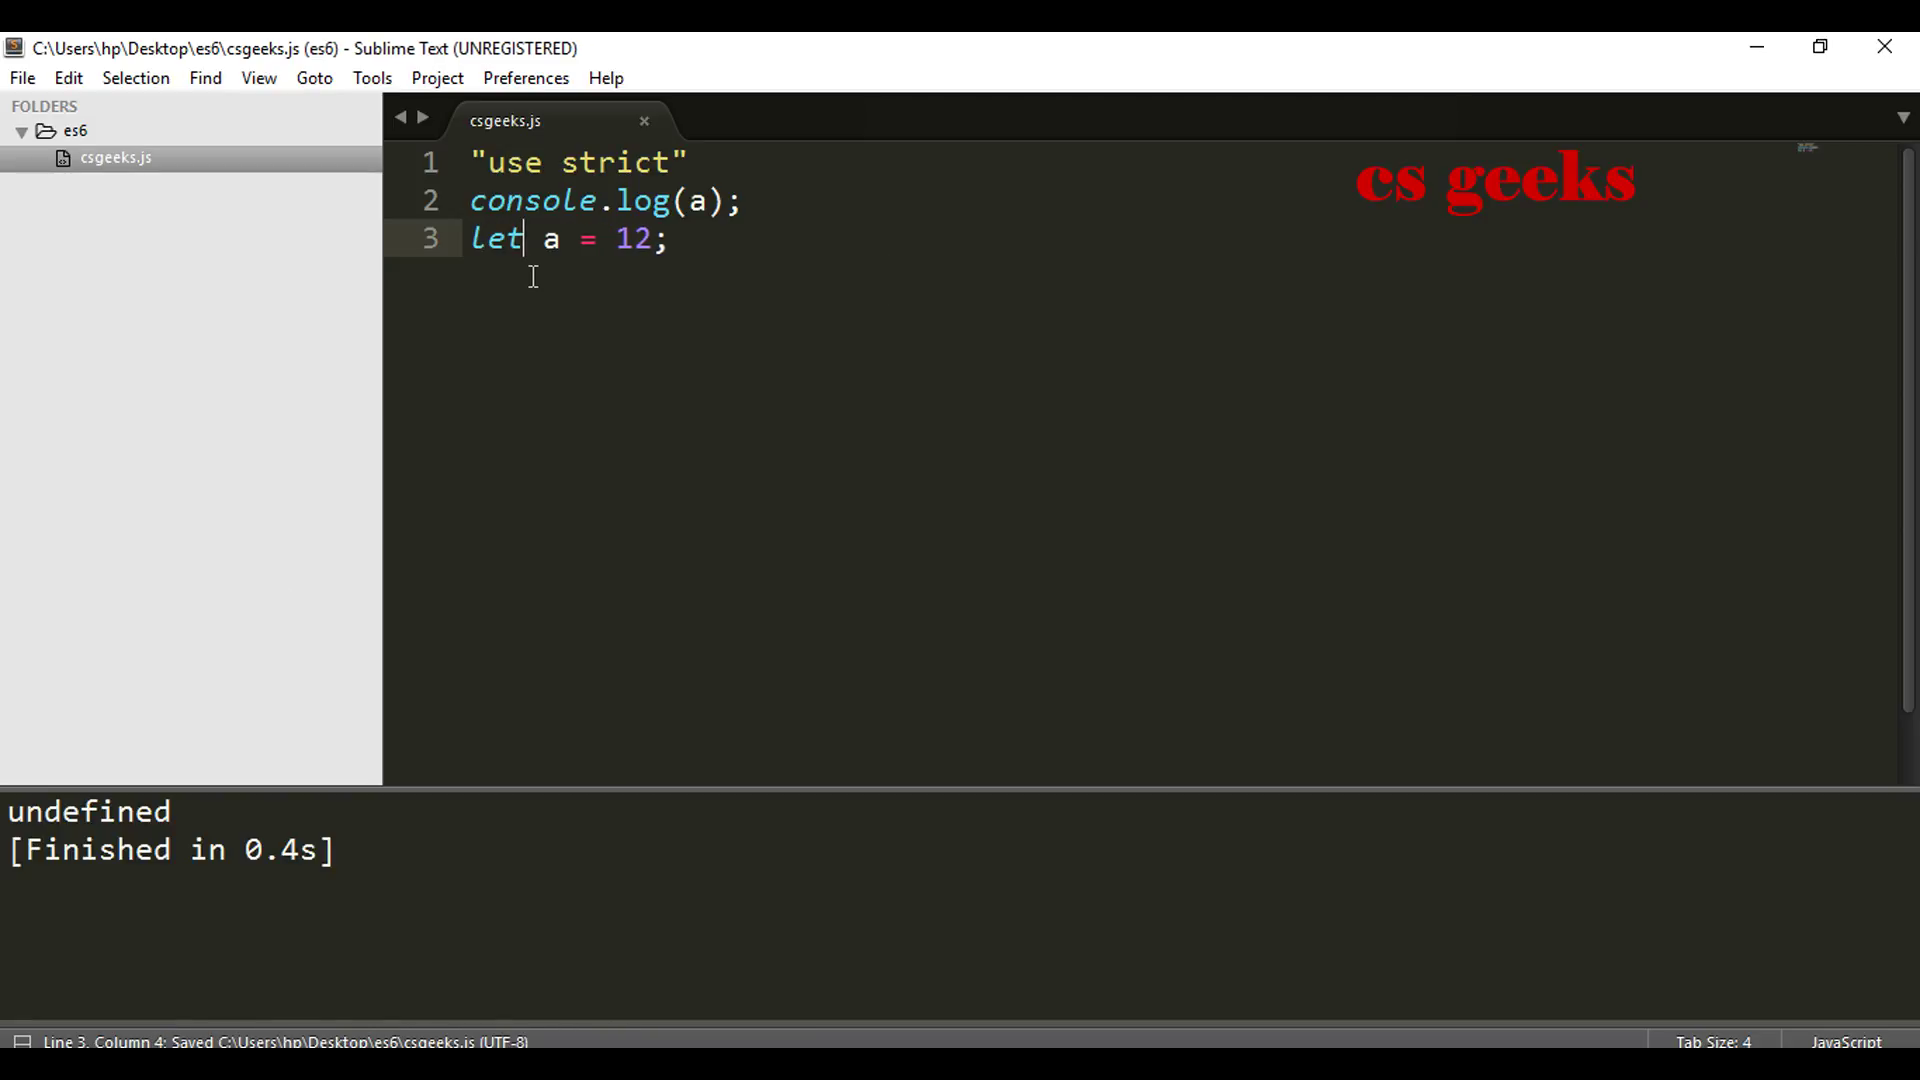 C:\Users\hp\Desktop\es6\csgeeks.js (es6) - Sublime Text (UNREGISTERED)
File Edit Selection Find View Goto Tools Project Preferences Help
FOLDERS
es6
csgeeks.js
csgeeks.js
cs geeks
1 "use strict"
2 console.log(a);
3 let a = 12;
undefined
[Finished in 0.4s]
Line 3, Column 4; Saved C:\Users\hp\Desktop\es6\csgeeks.js (UTF-8)
Tab Size: 4
JavaScript